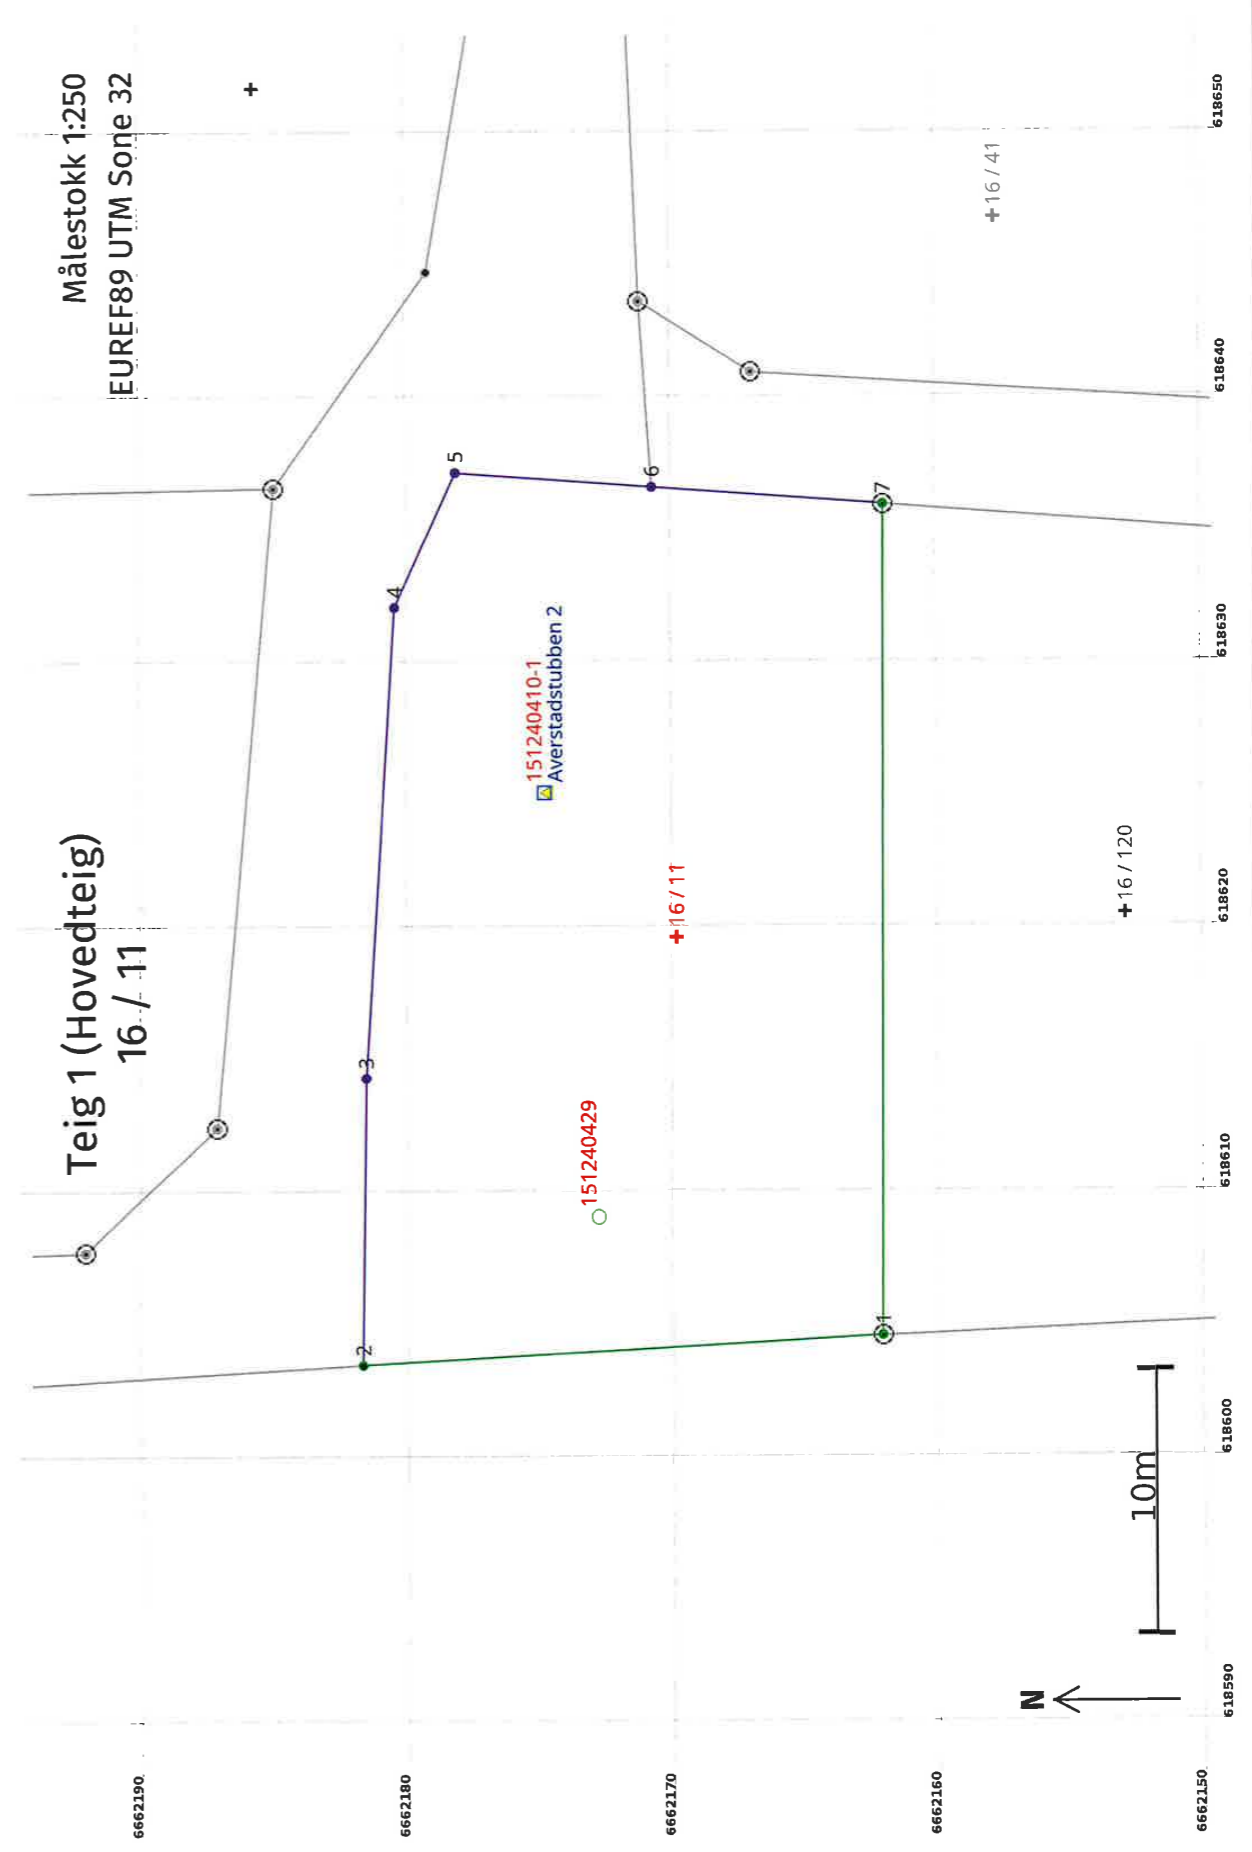 Teig 1 (Hovedteig)
16 / 11
Målestokk 1:250
EUREF89 UTM Sone 32
6662190
6662180
6662170
6662160
6662150
2
3
4
5
6
7
1
151240410-1
Averstadstubben 2
16 / 11
151240429
16 / 41
16 / 120
N
10m
618590
618600
618610
618620
618630
618640
618650